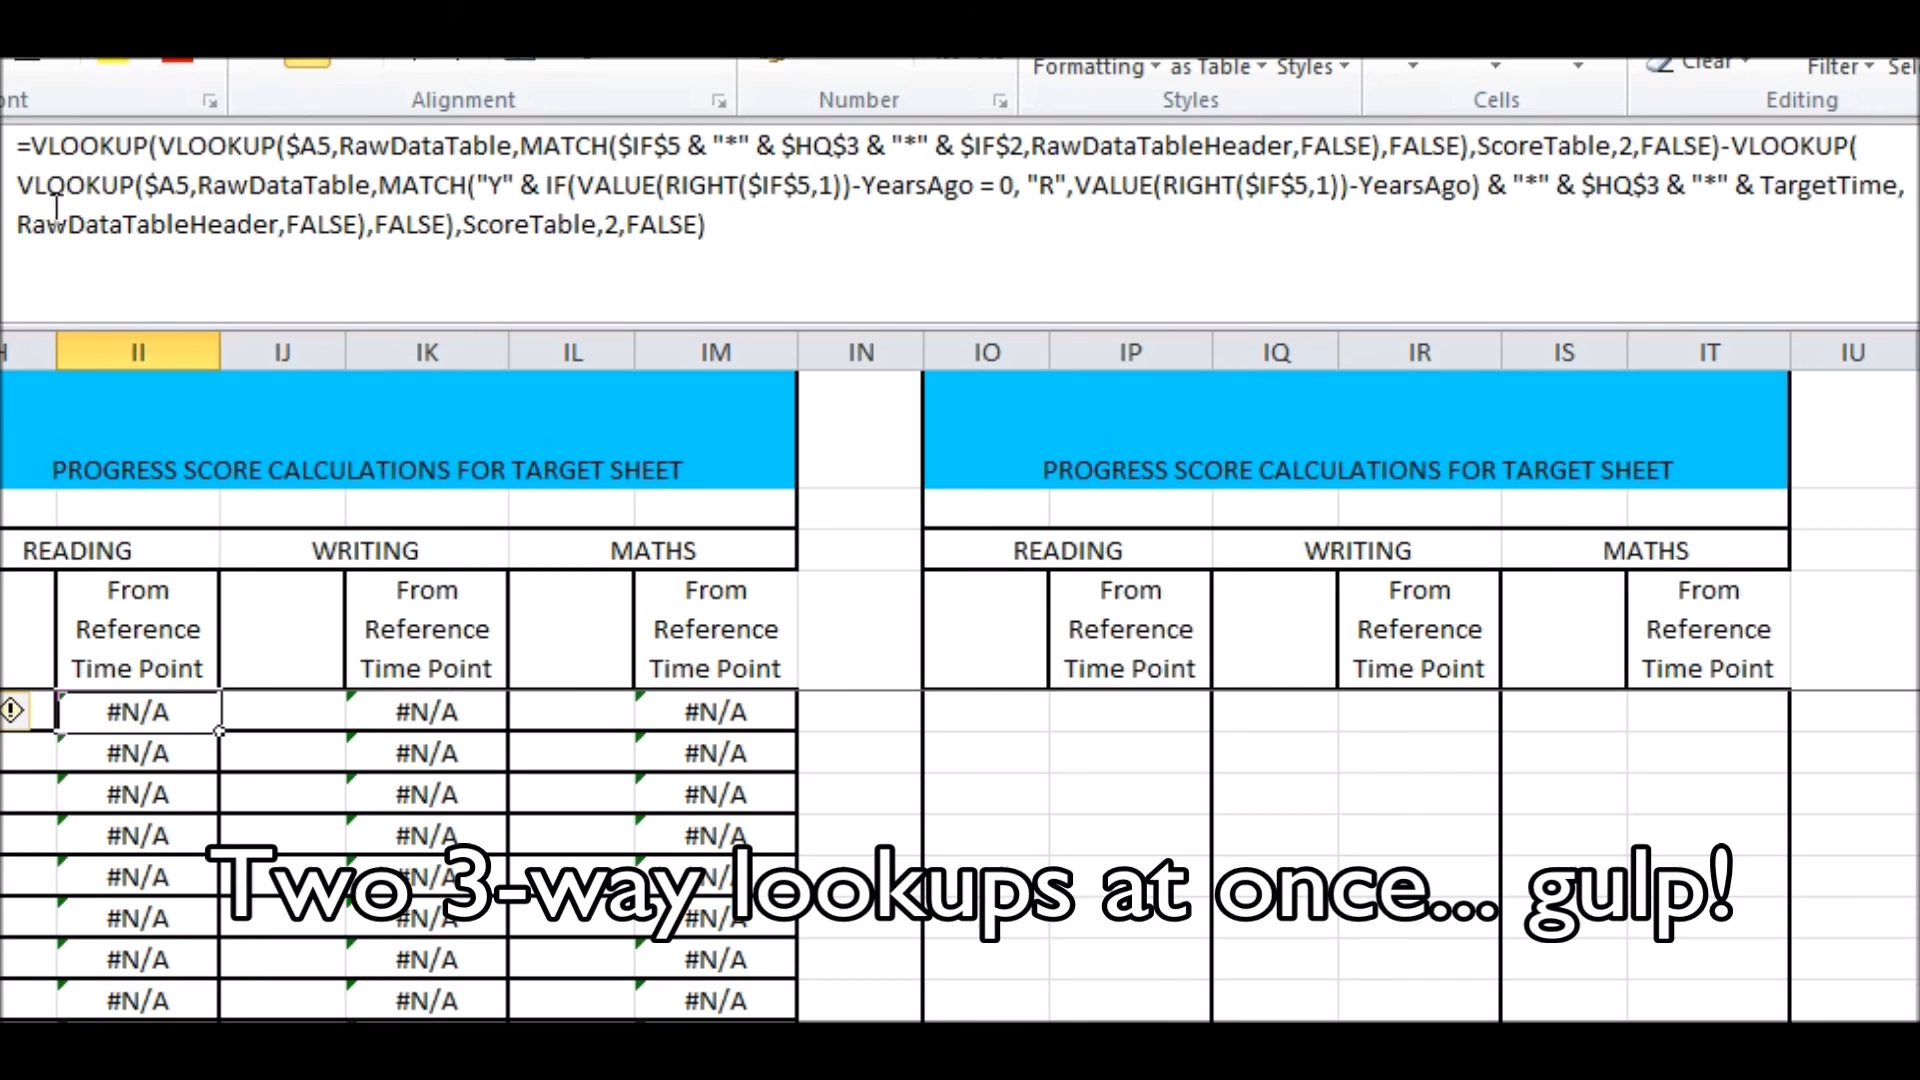 Formatting as Table Styles Clear Filter Sel
ont Alignment Number Styles Cells Editing
=VLOOKUP(VLOOKUP($A5,RawDataTable,MATCH($IF$5 & "*" & $HQ$3 & "*" & $IF$2,RawDataTableHeader,FALSE),FALSE),ScoreTable,2,FALSE)-VLOOKUP(
VLOOKUP($A5,RawDataTable,MATCH("Y" & IF(VALUE(RIGHT($IF$5,1))-YearsAgo = 0, "R",VALUE(RIGHT($IF$5,1))-YearsAgo) & "*" & $HQ$3 & "*" & TargetTime,
RawDataTableHeader,FALSE),FALSE),ScoreTable,2,FALSE)
H II IJ IK IL IM IN IO IP IQ IR IS IT IU
PROGRESS SCORE CALCULATIONS FOR TARGET SHEET PROGRESS SCORE CALCULATIONS FOR TARGET SHEET
READING WRITING MATHS READING WRITING MATHS
From From From From From From
Reference Reference Reference Reference Reference Reference
Time Point Time Point Time Point Time Point Time Point Time Point
#N/A #N/A #N/A
#N/A #N/A #N/A
#N/A #N/A #N/A
#N/A #N/A #N/A
#N/A #N/A #N/A
Two 3-way lookups at once... gulp!
#N/A #N/A #N/A
#N/A #N/A #N/A
#N/A #N/A #N/A